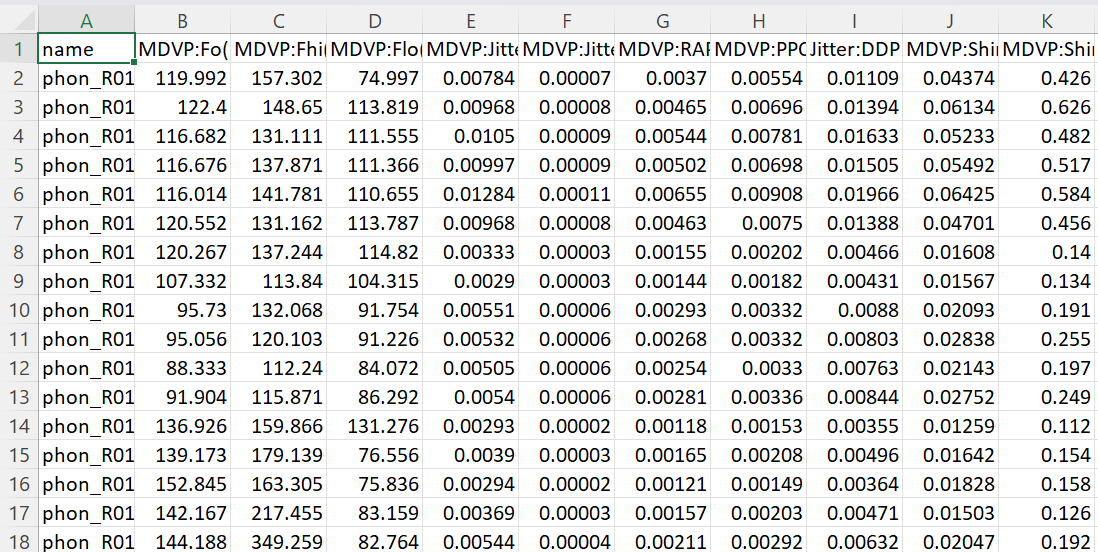 A B C D E F G H I J K
1 name MDVP:Fo( MDVP:Fhi( MDVP:Flo( MDVP:Jitte MDVP:Jitte MDVP:RAP MDVP:PPQ Jitter:DDP MDVP:Shin MDVP:Shin
2 phon_R01 119.992 157.302 74.997 0.00784 0.00007 0.0037 0.00554 0.01109 0.04374 0.426
3 phon_R01 122.4 148.65 113.819 0.00968 0.00008 0.00465 0.00696 0.01394 0.06134 0.626
4 phon_R01 116.682 131.111 111.555 0.0105 0.00009 0.00544 0.00781 0.01633 0.05233 0.482
5 phon_R01 116.676 137.871 111.366 0.00997 0.00009 0.00502 0.00698 0.01505 0.05492 0.517
6 phon_R01 116.014 141.781 110.655 0.01284 0.00011 0.00655 0.00908 0.01966 0.06425 0.584
7 phon_R01 120.552 131.162 113.787 0.00968 0.00008 0.00463 0.0075 0.01388 0.04701 0.456
8 phon_R01 120.267 137.244 114.82 0.00333 0.00003 0.00155 0.00202 0.00466 0.01608 0.14
9 phon_R01 107.332 113.84 104.315 0.0029 0.00003 0.00144 0.00182 0.00431 0.01567 0.134
10 phon_R01 95.73 132.068 91.754 0.00551 0.00006 0.00293 0.00332 0.0088 0.02093 0.191
11 phon_R01 95.056 120.103 91.226 0.00532 0.00006 0.00268 0.00332 0.00803 0.02838 0.255
12 phon_R01 88.333 112.24 84.072 0.00505 0.00006 0.00254 0.0033 0.00763 0.02143 0.197
13 phon_R01 91.904 115.871 86.292 0.0054 0.00006 0.00281 0.00336 0.00844 0.02752 0.249
14 phon_R01 136.926 159.866 131.276 0.00293 0.00002 0.00118 0.00153 0.00355 0.01259 0.112
15 phon_R01 139.173 179.139 76.556 0.0039 0.00003 0.00165 0.00208 0.00496 0.01642 0.154
16 phon_R01 152.845 163.305 75.836 0.00294 0.00002 0.00121 0.00149 0.00364 0.01828 0.158
17 phon_R01 142.167 217.455 83.159 0.00369 0.00003 0.00157 0.00203 0.00471 0.01503 0.126
18 phon_R01 144.188 349.259 82.764 0.00544 0.00004 0.00211 0.00292 0.00632 0.02047 0.192